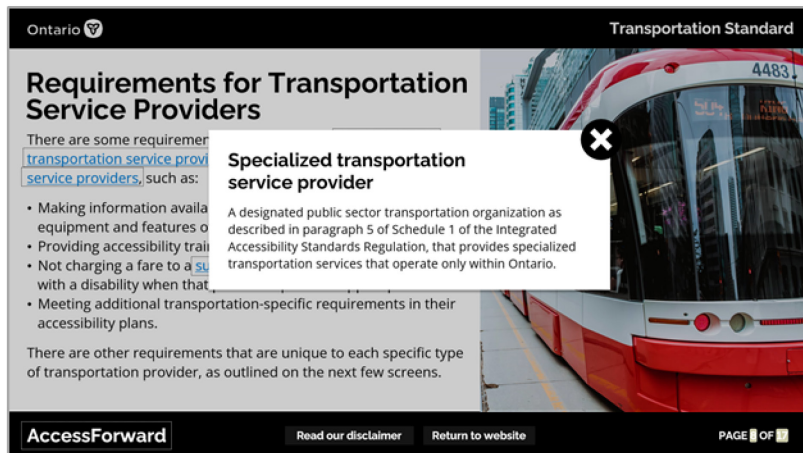 Ontario
Transportation Standard
Requirements for Transportation
Service Providers
There are some
transportation service
service providers, such as:
• Making information
equipment and features
• Providing accessibility
• Not charging a fare to a
with a disability when that
• Meeting additional transportation-specific requirements in their
accessibility plans.
There are other requirements that are unique to each specific type
of transportation provider, as outlined on the next few screens.
Specialized transportation
service provider
A designated public sector transportation organization as
described in paragraph 5 of Schedule 1 of the Integrated
Accessibility Standards Regulation, that provides specialized
transportation services that operate only within Ontario.
4483
AccessForward
Read our disclaimer
Return to website
PAGE 8 OF 17